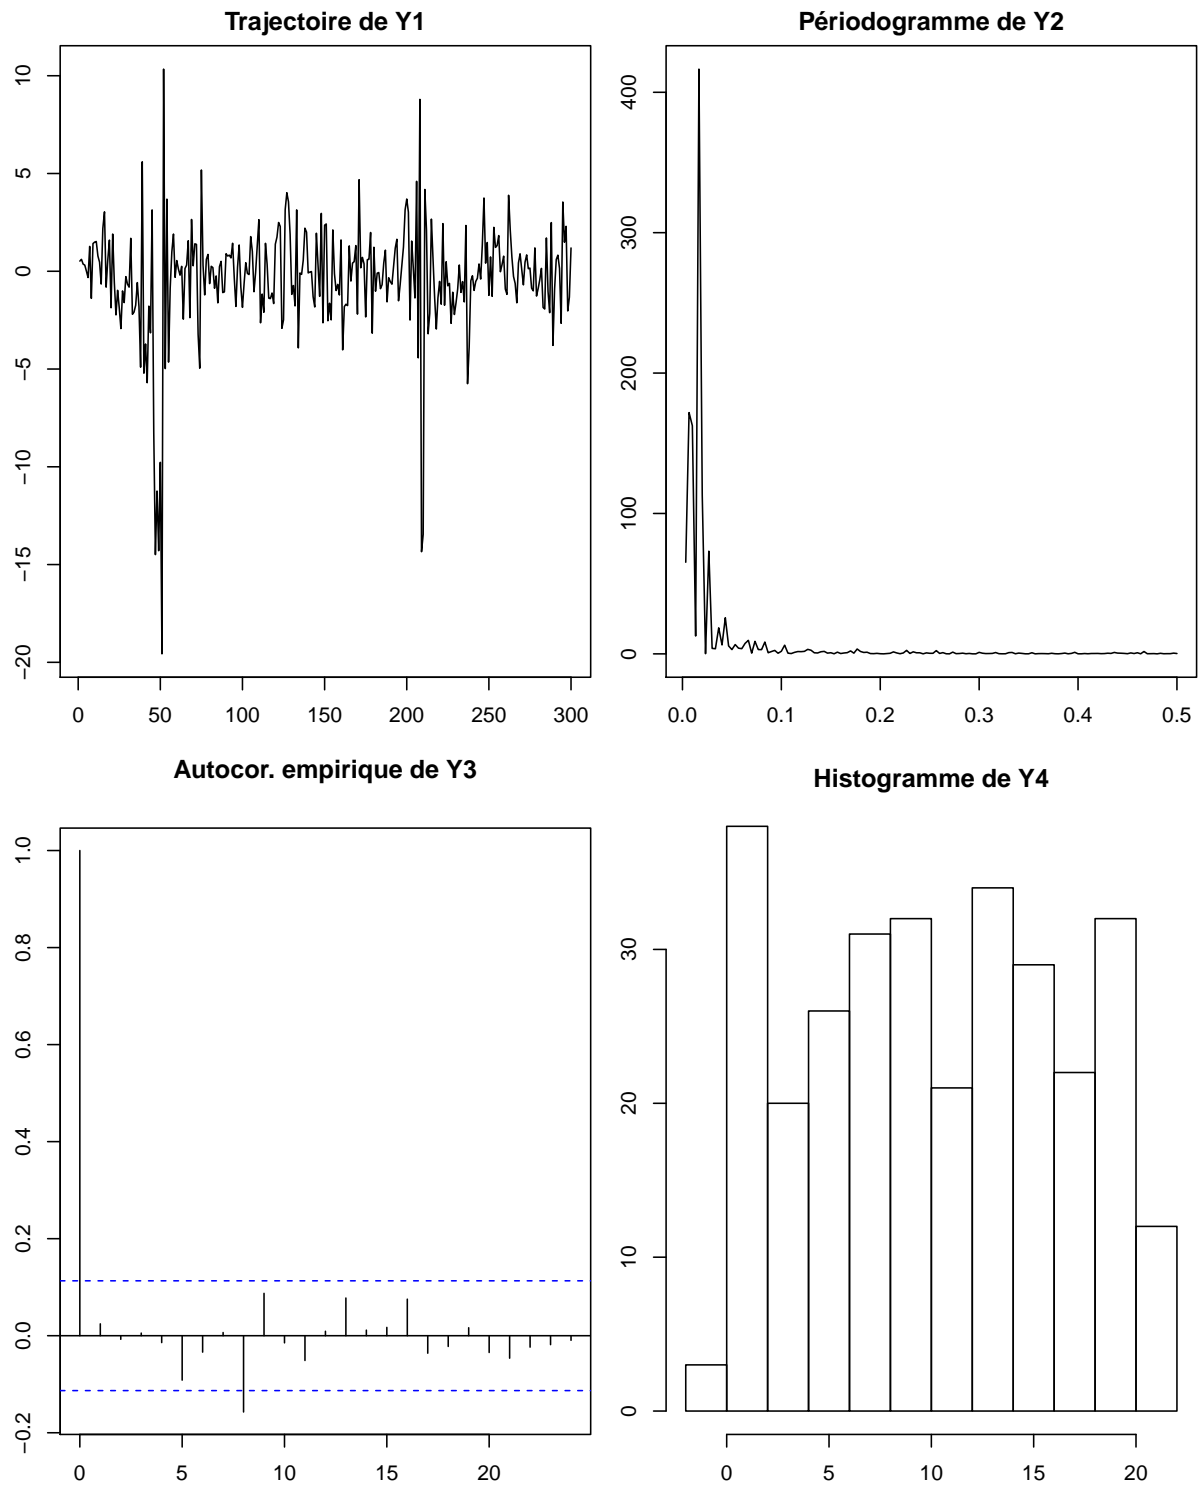 Trajectoire de Y1
10
5
0
−5
−10
−15
−20
0 50 100 150 200 250 300
Périodogramme de Y2
400
300
200
100
0
0.0 0.1 0.2 0.3 0.4 0.5
Autocor. empirique de Y3
1.0
0.8
0.6
0.4
0.2
0.0
−0.2
0 5 10 15 20
Histogramme de Y4
30
20
10
0
0 5 10 15 20